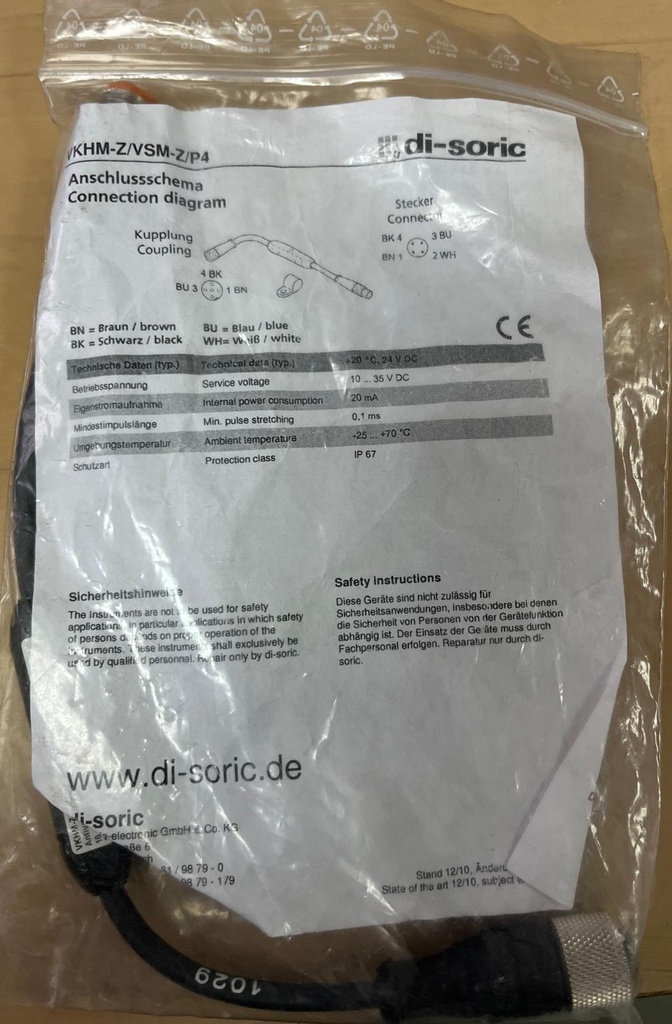 VKHM-Z/VSM-Z/P4
di-soric
Anschlussschema
Connection diagram
Kupplung
Coupling
4 BK
BU 3
1 BN
Stecker
Connector
BK 4
3 BU
BN 1
2 WH
BN = Braun / brown
BU = Blau / blue
BK = Schwarz / black
WH= Weiß / white
CE
Technische Daten (typ.) Technical data (typ.) +20 °C, 24 V DC
Betriebsspannung Service voltage 10 ... 35 V DC
Eigenstromaufnahme Internal power consumption 20 mA
Mindestimpulslänge Min. pulse stretching 0,1 ms
Umgebungstemperatur Ambient temperature -25 ... +70 °C
Schutzart Protection class IP 67
Sicherheitshinweise
The Instruments are not to be used for safety
applications, in particular applications in which safety
of persons depends on proper operation of the
instruments. These instruments shall exclusively be
used by qualified personnal. Repair only by di-soric.
Safety instructions
Diese Geräte sind nicht zulässig für
Sicherheitsanwendungen, insbesondere bei denen
die Sicherheit von Personen von der Gerätefunktion
abhängig ist. Der Einsatz der Geräte muss durch
Fachpersonal erfolgen. Reparatur nur durch di-
soric.
www.di-soric.de
di-soric
-electronic GmbH & Co. KG
6
/ 98 79 - 0
98 79 - 179
Stand 12/10,
State of the art 12/10, subject
VKHM-Z
1029